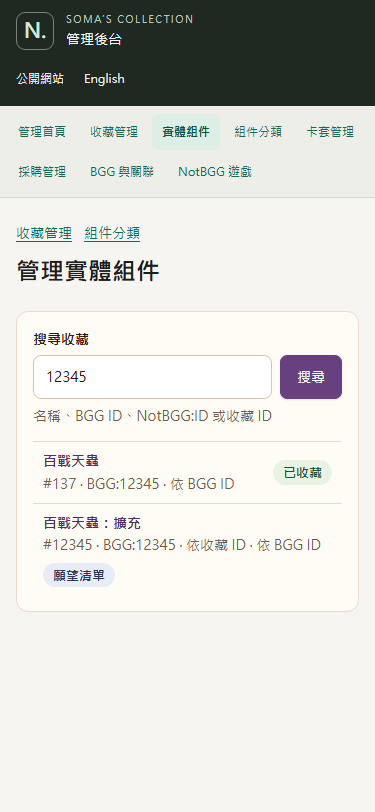 N.
SOMA'S COLLECTION
管理後台
公開網站 English
管理首頁 收藏管理 實體組件 組件分類 卡套管理
採購管理 BGG 與關聯 NotBGG 遊戲
收藏管理 組件分類
管理實體組件
搜尋收藏
12345 搜尋
名稱、BGG ID、NotBGG:ID 或收藏 ID
百戰天蟲
#137 · BGG:12345 · 依 BGG ID
已收藏
百戰天蟲：擴充
#12345 · BGG:12345 · 依收藏 ID · 依 BGG ID
願望清單